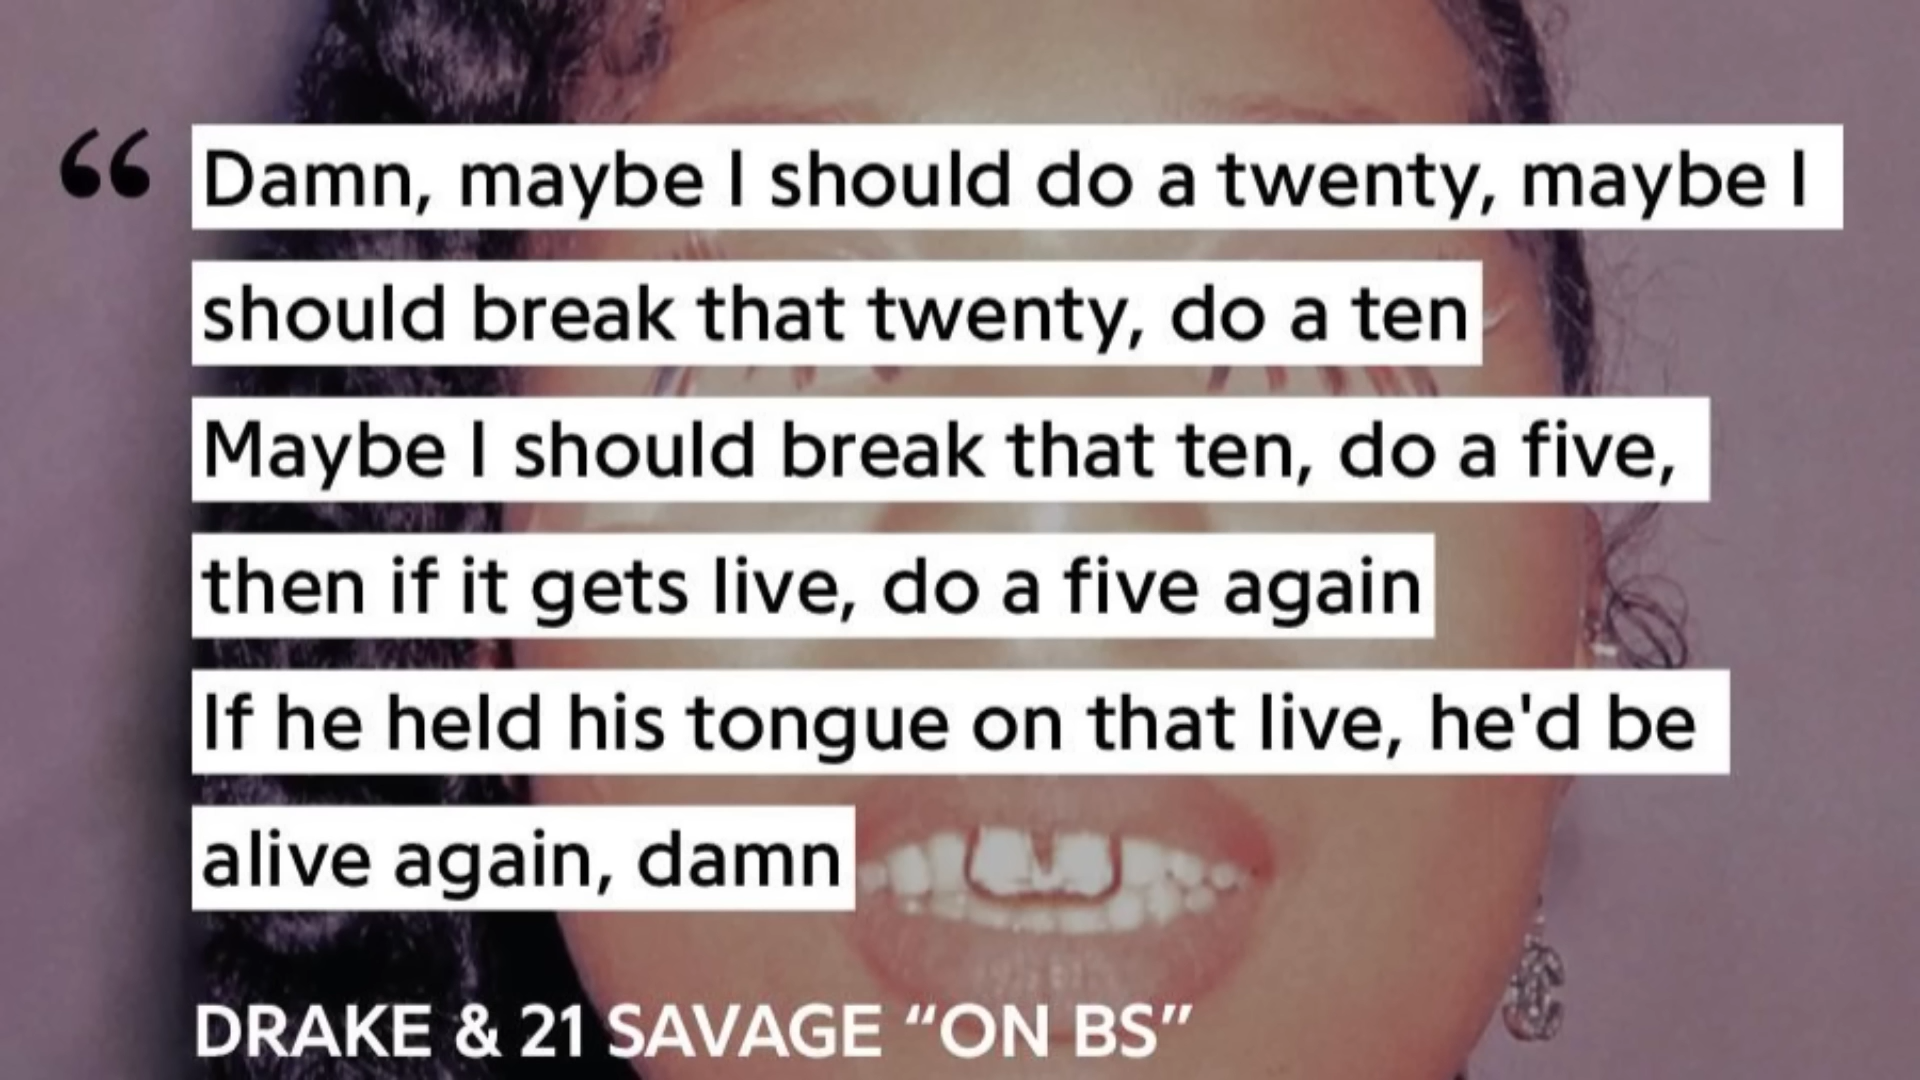 “
Damn, maybe I should do a twenty, maybe I
should break that twenty, do a ten
Maybe I should break that ten, do a five,
then if it gets live, do a five again
If he held his tongue on that live, he'd be
alive again, damn
DRAKE & 21 SAVAGE “ON BS”